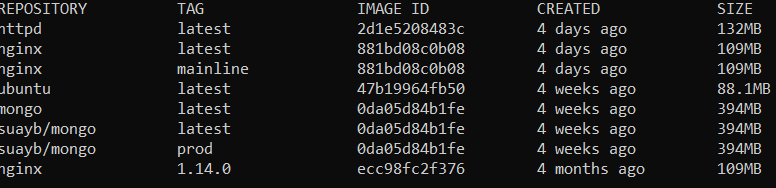 REPOSITORY TAG IMAGE ID CREATED SIZE
httpd latest 2d1e5208483c 4 days ago 132MB
nginx latest 881bd08c0b08 4 days ago 109MB
nginx mainline 881bd08c0b08 4 days ago 109MB
ubuntu latest 47b19964fb50 4 weeks ago 88.1MB
mongo latest 0da05d84b1fe 4 weeks ago 394MB
suayb/mongo latest 0da05d84b1fe 4 weeks ago 394MB
suayb/mongo prod 0da05d84b1fe 4 weeks ago 394MB
nginx 1.14.0 ecc98fc2f376 4 months ago 109MB